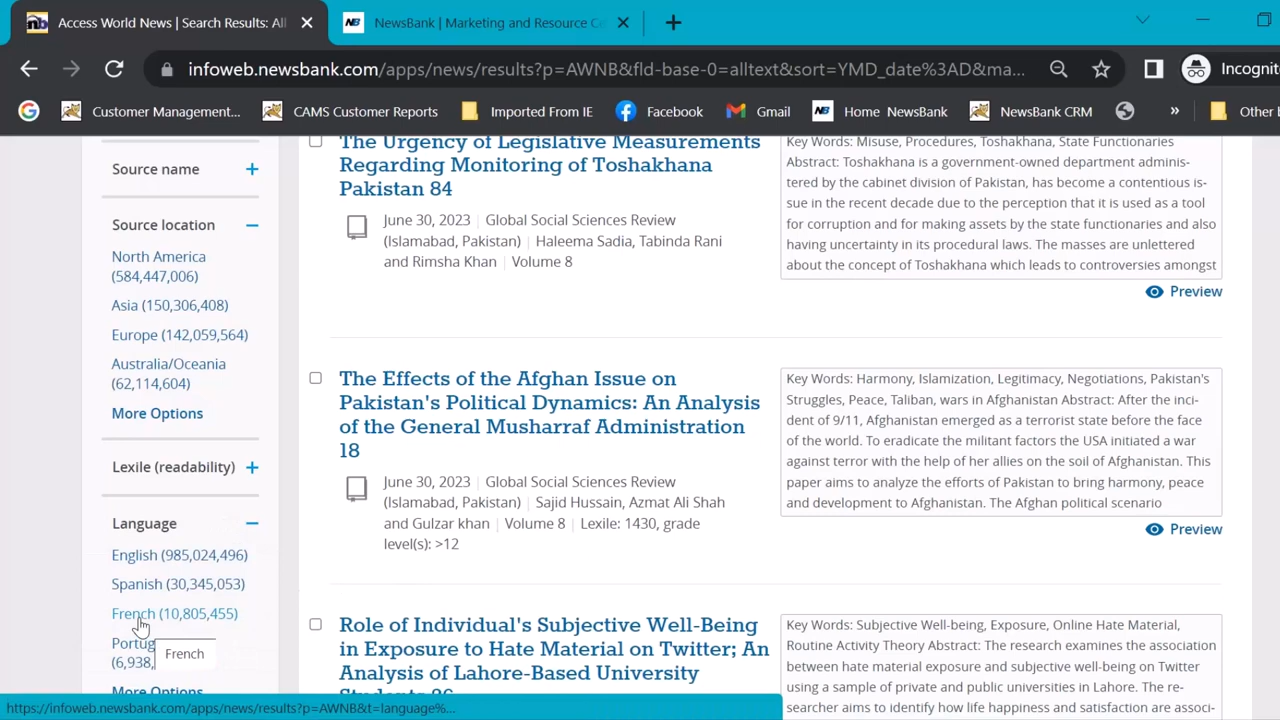 Access World News | Search Results: All
NewsBank | Marketing and Resource Ce
infoweb.newsbank.com/apps/news/results?p=AWNB&fld-base-0=alltext&sort=YMD_date%3AD&ma...
Incognit
Customer Management...
CAMS Customer Reports
Imported From IE
Facebook
Gmail
Home NewsBank
NewsBank CRM
»
Other
Source name
Source location
North America
(584,447,006)
Asia (150,306,408)
Europe (142,059,564)
Australia/Oceania
(62,114,604)
More Options
Lexile (readability)
Language
English (985,024,496)
Spanish (30,345,053)
French (10,805,455)
Portug
(6,938,
French
More Options
The Urgency of Legislative Measurements
Regarding Monitoring of Toshakhana
Pakistan 84
June 30, 2023 | Global Social Sciences Review
(Islamabad, Pakistan) | Haleema Sadia, Tabinda Rani
and Rimsha Khan | Volume 8
Key Words: Misuse, Procedures, Toshakhana, State Functionaries
Abstract: Toshakhana is a government-owned department adminis-
tered by the cabinet division of Pakistan, has become a contentious is-
sue in the recent decade due to the perception that it is used as a tool
for corruption and for making assets by the state functionaries and also
having uncertainty in its procedural laws. The masses are unlettered
about the concept of Toshakhana which leads to controversies amongst
Preview
The Effects of the Afghan Issue on
Pakistan's Political Dynamics: An Analysis
of the General Musharraf Administration
18
June 30, 2023 | Global Social Sciences Review
(Islamabad, Pakistan) | Sajid Hussain, Azmat Ali Shah
and Gulzar khan | Volume 8 | Lexile: 1430, grade
level(s): >12
Key Words: Harmony, Islamization, Legitimacy, Negotiations, Pakistan's
Struggles, Peace, Taliban, wars in Afghanistan Abstract: After the inci-
dent of 9/11, Afghanistan emerged as a terrorist state before the face
of the world. To eradicate the militant factors the USA initiated a war
against terror with the help of her allies on the soil of Afghanistan. This
paper aims to analyze the efforts of Pakistan to bring harmony, peace
and development to Afghanistan. The Afghan political scenario
Preview
Role of Individual's Subjective Well-Being
in Exposure to Hate Material on Twitter; An
Analysis of Lahore-Based University
Students 26
Key Words: Subjective Well-being, Exposure, Online Hate Material,
Routine Activity Theory Abstract: The research examines the association
between hate material exposure and subjective well-being on Twitter
using a sample of private and public universities in Lahore. The re-
searcher aims to identify how life happiness and satisfaction are associ-
https://infoweb.newsbank.com/apps/news/results?p=AWNB&t=language%...